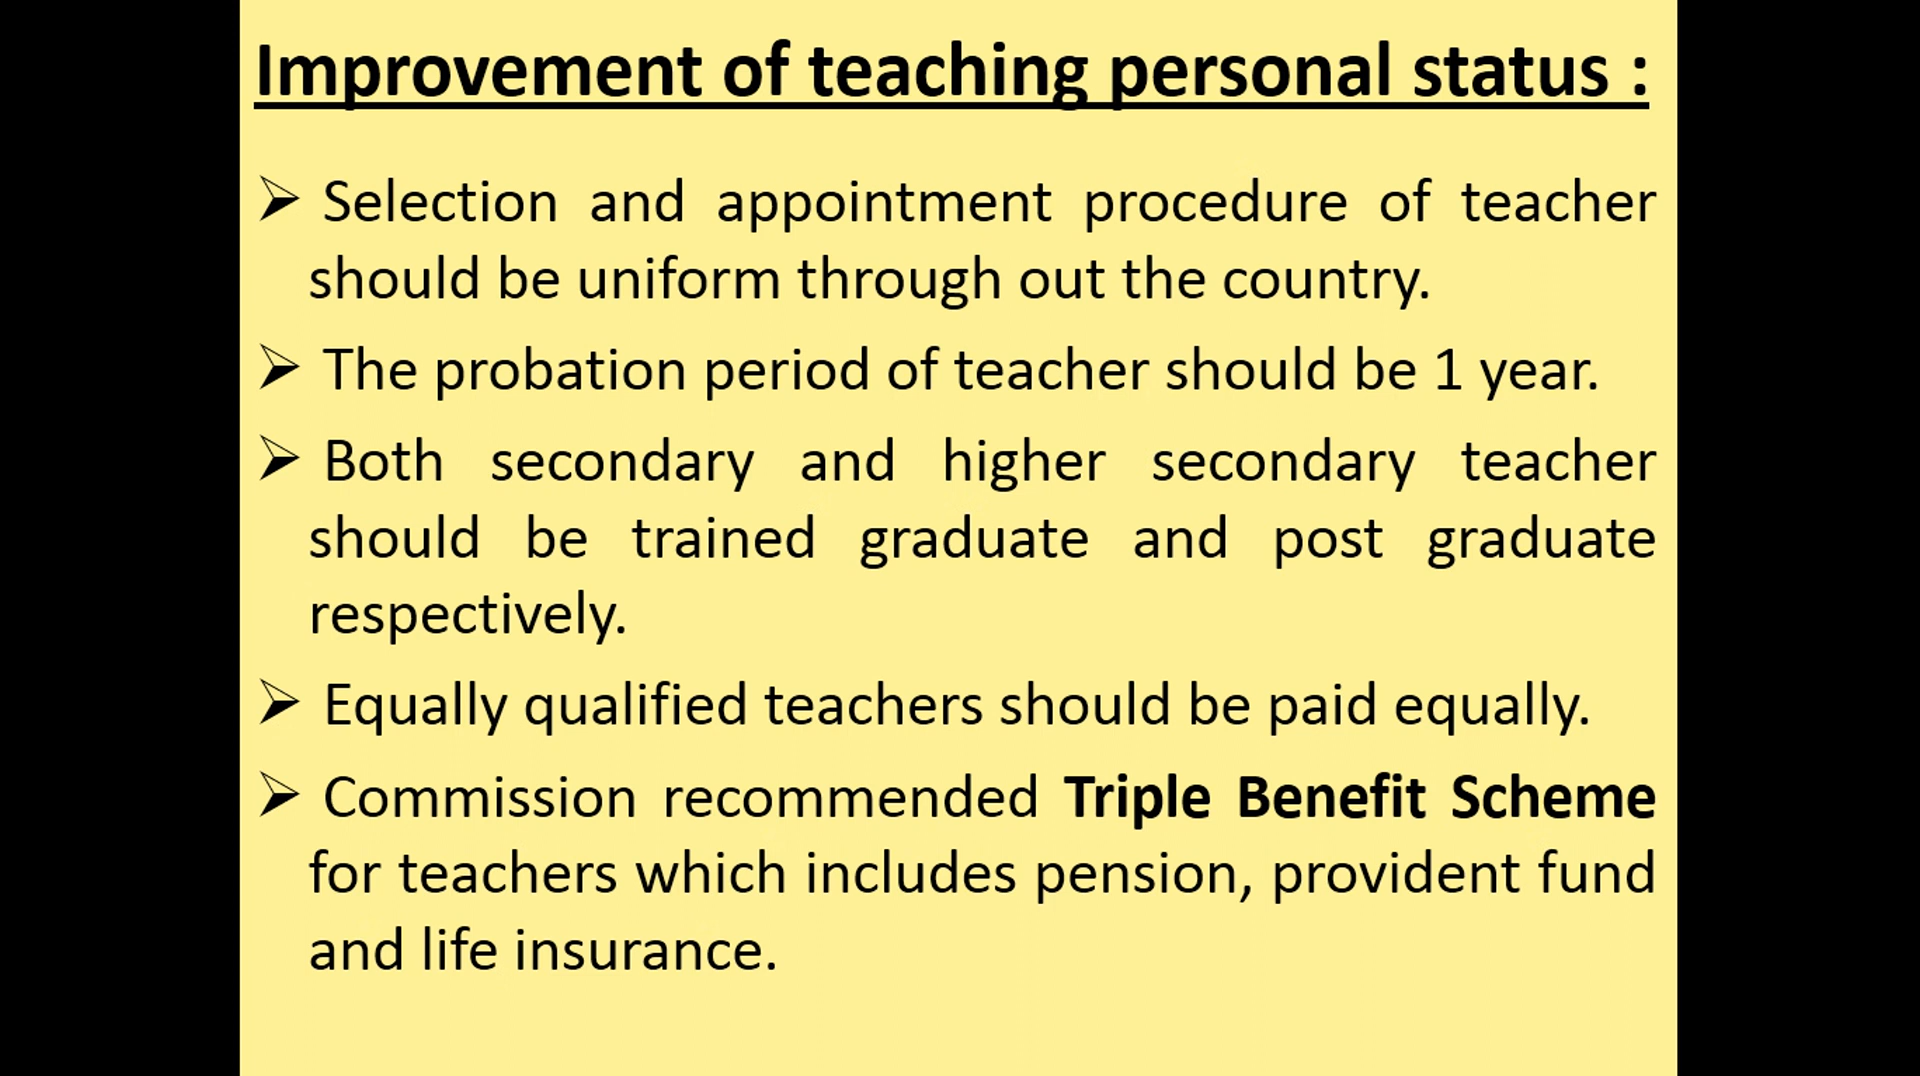 Improvement of teaching personal status :
➢ Selection and appointment procedure of teacher
should be uniform through out the country.
➢ The probation period of teacher should be 1 year.
➢ Both secondary and higher secondary teacher
should be trained graduate and post graduate
respectively.
➢ Equally qualified teachers should be paid equally.
➢ Commission recommended Triple Benefit Scheme
for teachers which includes pension, provident fund
and life insurance.